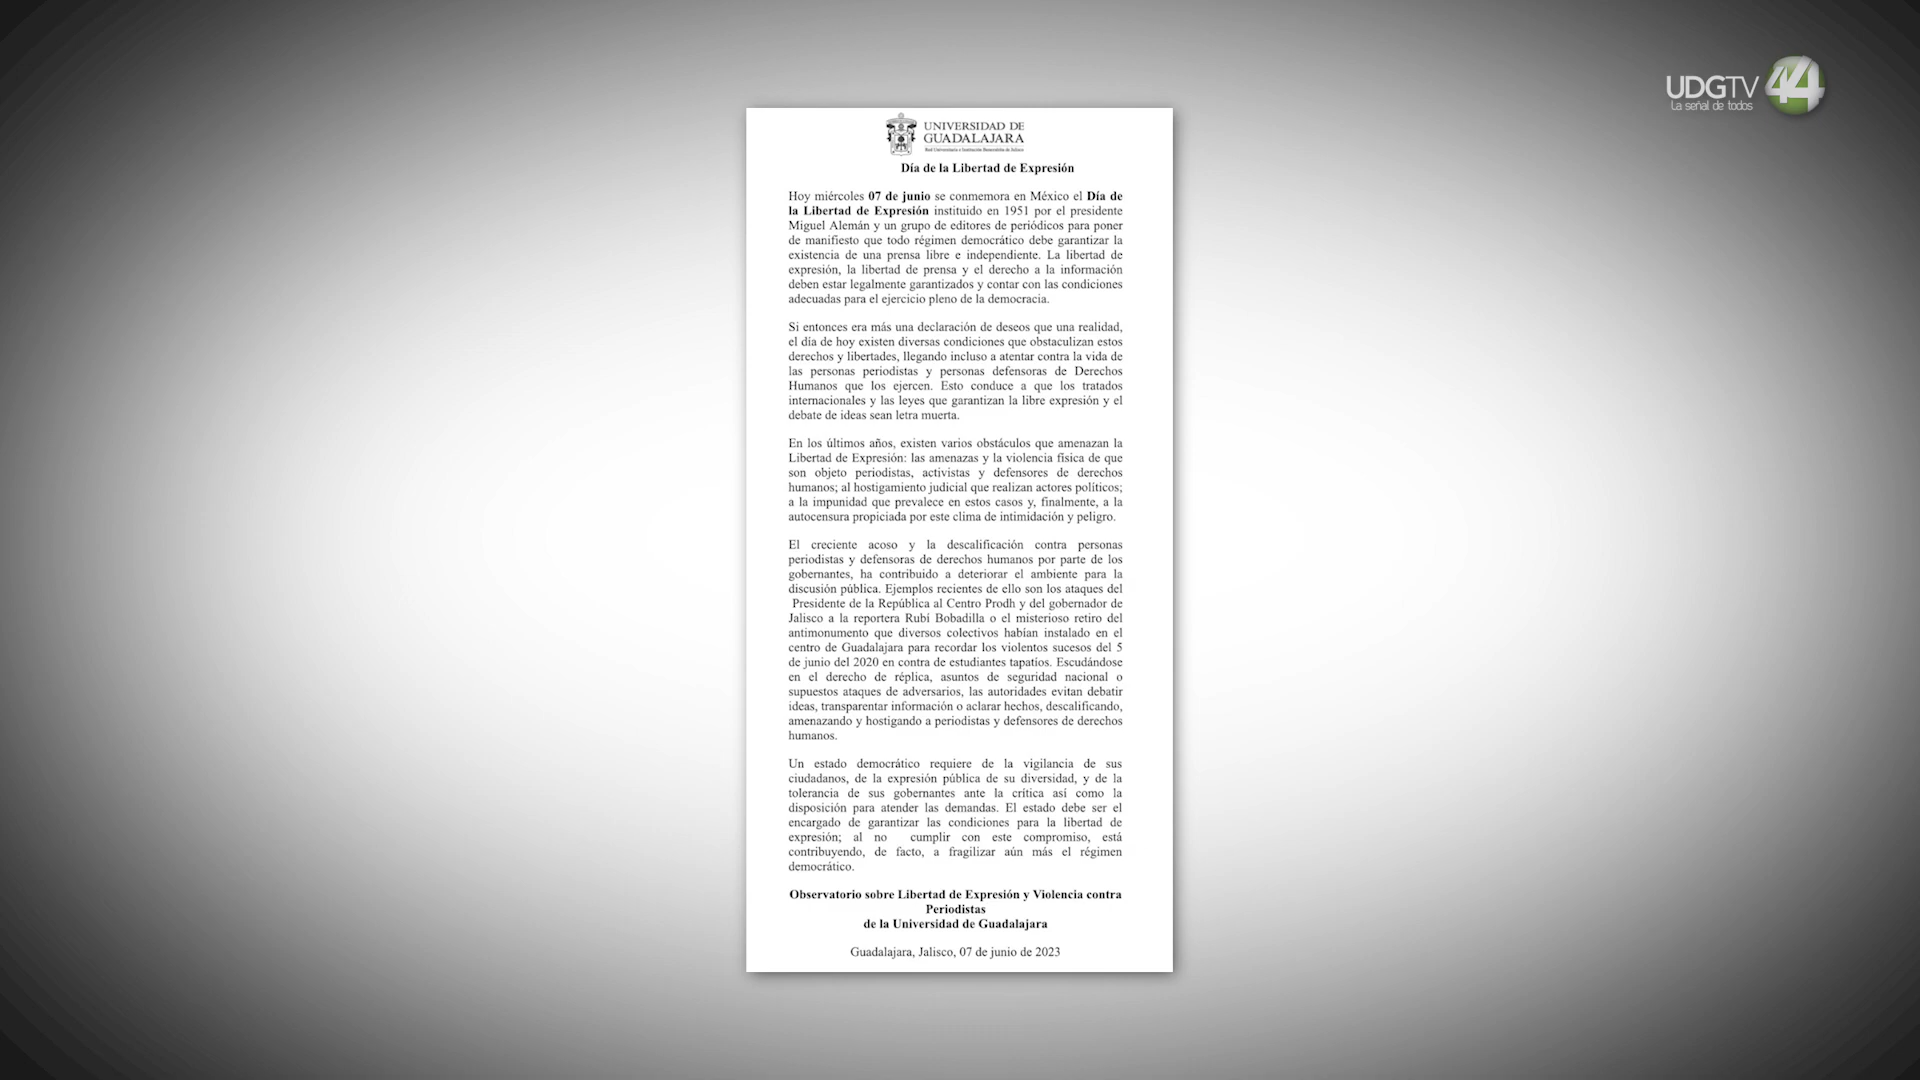 UDGTV 44
La señal de todos
UNIVERSIDAD DE
GUADALAJARA
Red Universitaria e Institución Benemérita de Jalisco
Día de la Libertad de Expresión
Hoy miércoles 07 de junio se conmemora en México el Día de
la Libertad de Expresión instituido en 1951 por el presidente
Miguel Alemán y un grupo de editores de periódicos para poner
de manifiesto que todo régimen democrático debe garantizar la
existencia de una prensa libre e independiente. La libertad de
expresión, la libertad de prensa y el derecho a la información
deben estar legalmente garantizados y contar con las condiciones
adecuadas para el ejercicio pleno de la democracia.
Si entonces era más una declaración de deseos que una realidad,
el día de hoy existen diversas condiciones que obstaculizan estos
derechos y libertades, llegando incluso a atentar contra la vida de
las personas periodistas y personas defensoras de Derechos
Humanos que los ejercen. Esto conduce a que los tratados
internacionales y las leyes que garantizan la libre expresión y el
debate de ideas sean letra muerta.
En los últimos años, existen varios obstáculos que amenazan la
Libertad de Expresión: las amenazas y la violencia física de que
son objeto periodistas, activistas y defensores de derechos
humanos; al hostigamiento judicial que realizan actores políticos;
a la impunidad que prevalece en estos casos y, finalmente, a la
autocensura propiciada por este clima de intimidación y peligro.
El creciente acoso y la descalificación contra personas
periodistas y defensoras de derechos humanos por parte de los
gobernantes, ha contribuido a deteriorar el ambiente para la
discusión pública. Ejemplos recientes de ello son los ataques del
Presidente de la República al Centro Prodh y del gobernador de
Jalisco a la reportera Rubí Bobadilla o el misterioso retiro del
antimonumento que diversos colectivos habían instalado en el
centro de Guadalajara para recordar los violentos sucesos del 5
de junio del 2020 en contra de estudiantes tapatíos. Escudándose
en el derecho de réplica, asuntos de seguridad nacional o
supuestos ataques de adversarios, las autoridades evitan debatir
ideas, transparentar información o aclarar hechos, descalificando,
amenazando y hostigando a periodistas y defensores de derechos
humanos.
Un estado democrático requiere de la vigilancia de sus
ciudadanos, de la expresión pública de su diversidad, y de la
tolerancia de sus gobernantes ante la crítica así como la
disposición para atender las demandas. El estado debe ser el
encargado de garantizar las condiciones para la libertad de
expresión; al no cumplir con este compromiso, está
contribuyendo, de facto, a fragilizar aún más el régimen
democrático.
Observatorio sobre Libertad de Expresión y Violencia contra
Periodistas
de la Universidad de Guadalajara
Guadalajara, Jalisco, 07 de junio de 2023